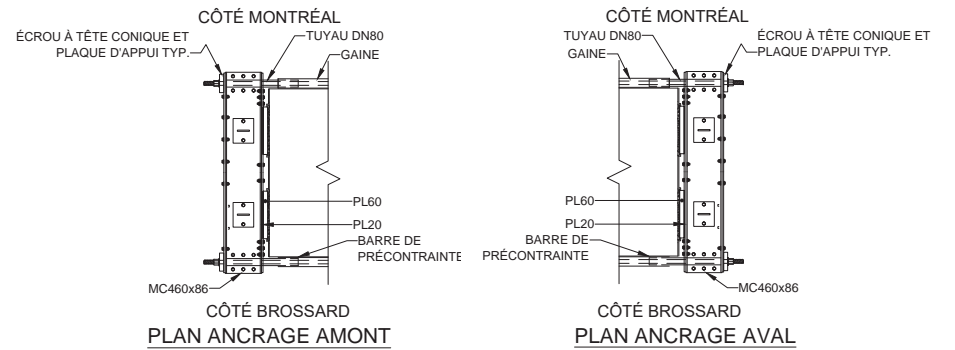 CÔTÉ MONTRÉAL
ÉCROU À TÊTE CONIQUE ET
PLAQUE D'APPUI TYP.
TUYAU DN80
GAINE
PL60
PL20
BARRE DE
PRÉCONTRAINTE
MC460x86
CÔTÉ BROSSARD
PLAN ANCRAGE AMONT
CÔTÉ MONTRÉAL
TUYAU DN80
GAINE
ÉCROU À TÊTE CONIQUE ET
PLAQUE D'APPUI TYP.
PL60
PL20
BARRE DE
PRÉCONTRAINTE
MC460x86
CÔTÉ BROSSARD
PLAN ANCRAGE AVAL